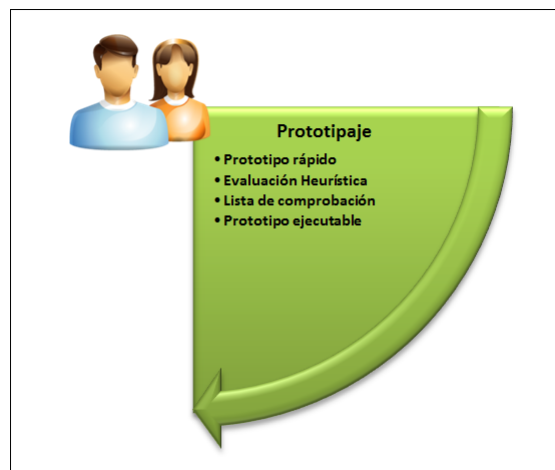 Prototipaje
• Prototipo rápido
• Evaluación Heurística
• Lista de comprobación
• Prototipo ejecutable